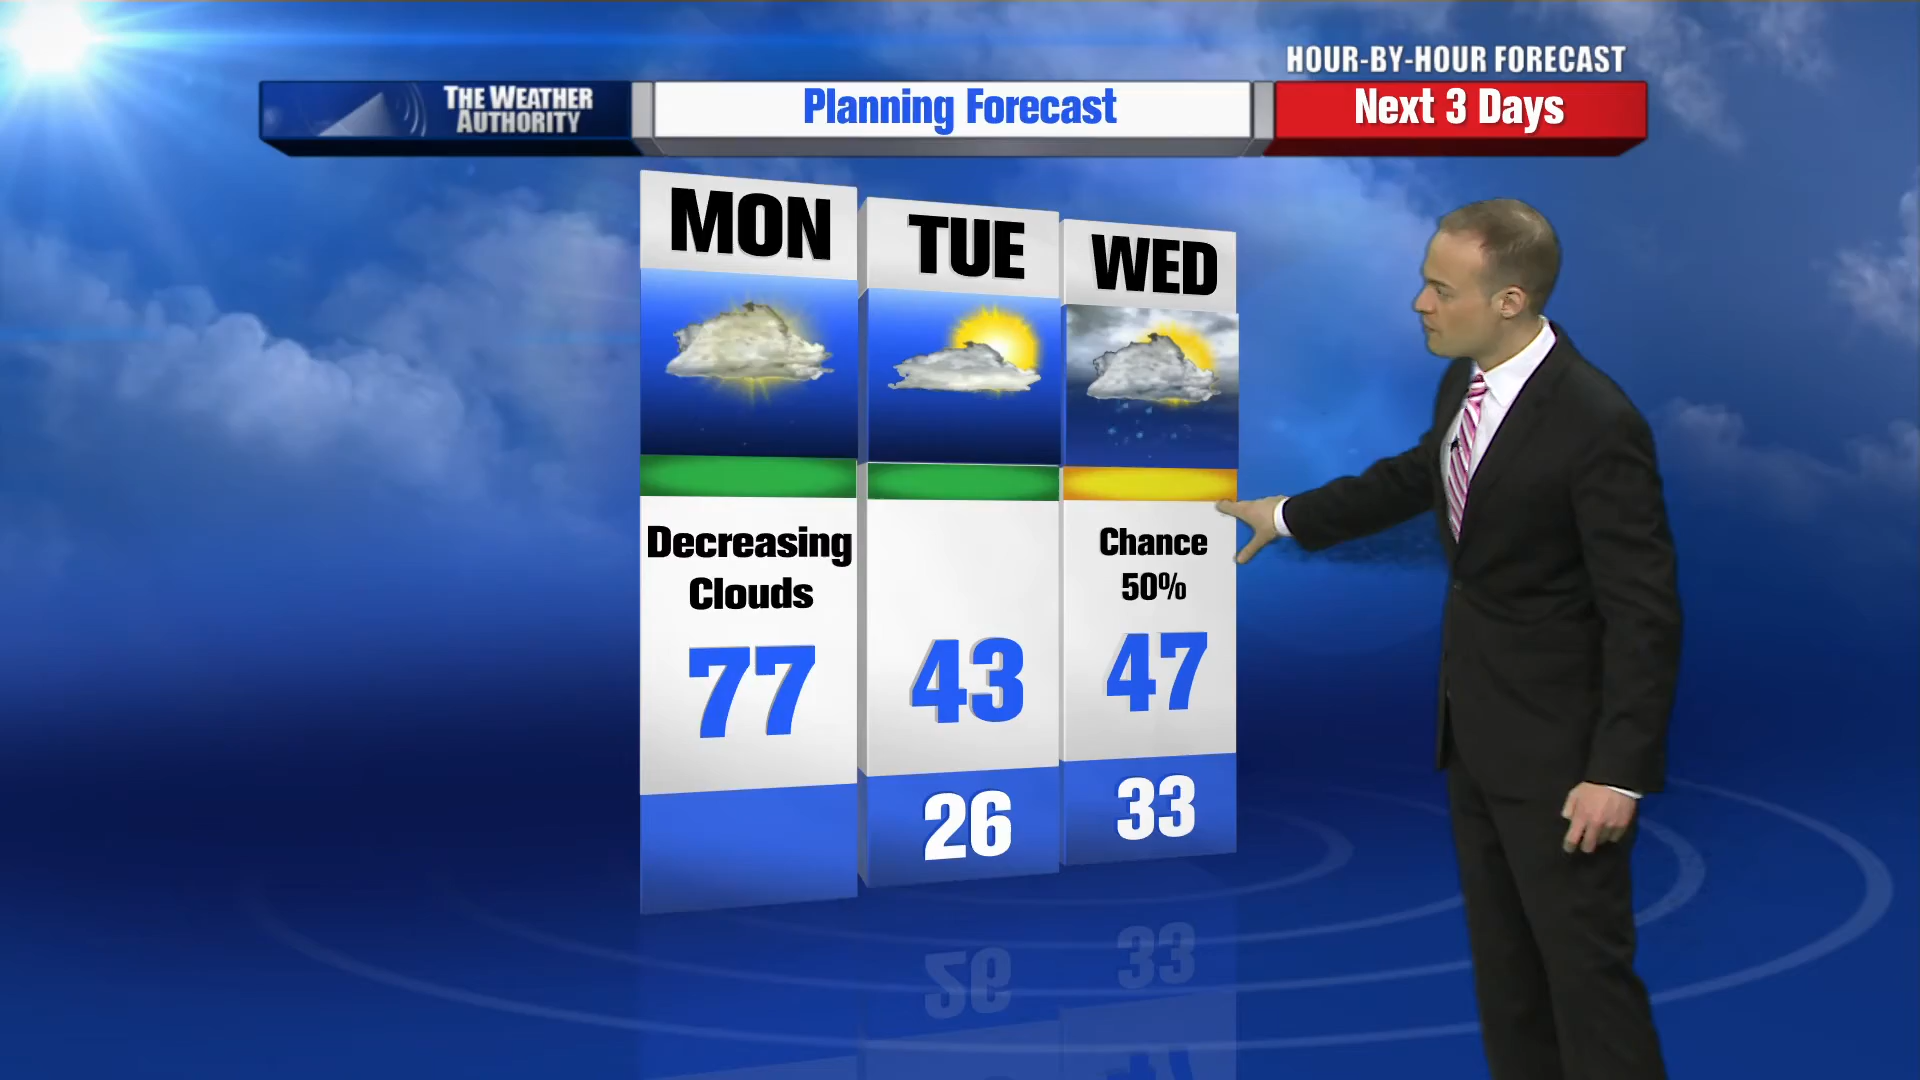 HOUR-BY-HOUR FORECAST
THE WEATHER
AUTHORITY
Planning Forecast
Next 3 Days
MON
TUE
WED
Decreasing
Clouds
Chance
50%
77
43
47
26
33